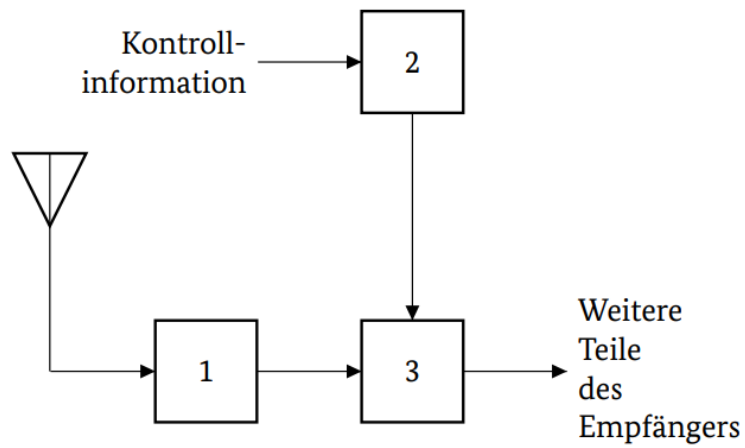 Kontroll-
information
2
1
3
Weitere
Teile
des
Empfängers